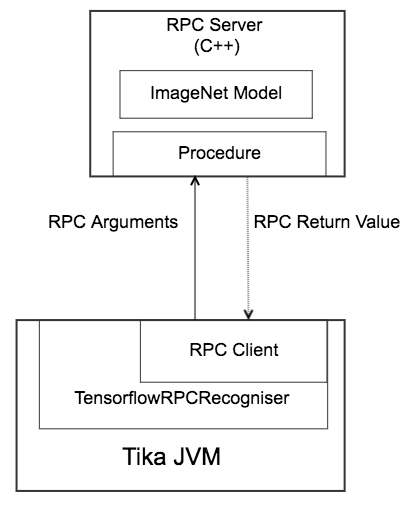 RPC Server
(C++)
ImageNet Model
Procedure
RPC Arguments
RPC Return Value
RPC Client
TensorflowRPCRecogniser
Tika JVM